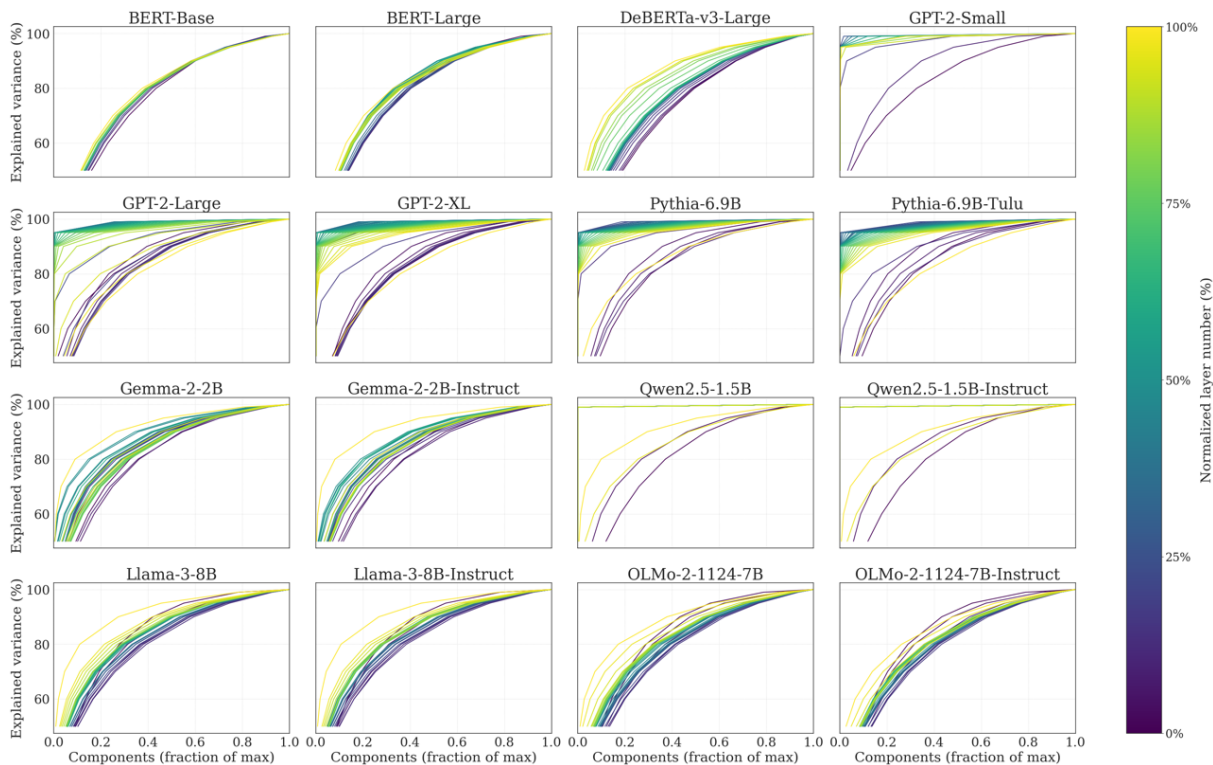 BERT-Base BERT-Large DeBERTa-v3-Large GPT-2-Small
Explained variance (%)
100
80
60
GPT-2-Large GPT-2-XL Pythia-6.9B Pythia-6.9B-Tulu
Explained variance (%)
100
80
60
Gemma-2-2B Gemma-2-2B-Instruct Qwen2.5-1.5B Qwen2.5-1.5B-Instruct
Explained variance (%)
100
80
60
Llama-3-8B Llama-3-8B-Instruct OLMo-2-1124-7B OLMo-2-1124-7B-Instruct
Explained variance (%)
100
80
60
0.0 0.2 0.4 0.6 0.8 1.0 0.0 0.2 0.4 0.6 0.8 1.0 0.0 0.2 0.4 0.6 0.8 1.0 0.0 0.2 0.4 0.6 0.8 1.0
Components (fraction of max) Components (fraction of max) Components (fraction of max) Components (fraction of max)
100%
75%
50%
25%
0%
Normalized layer number (%)